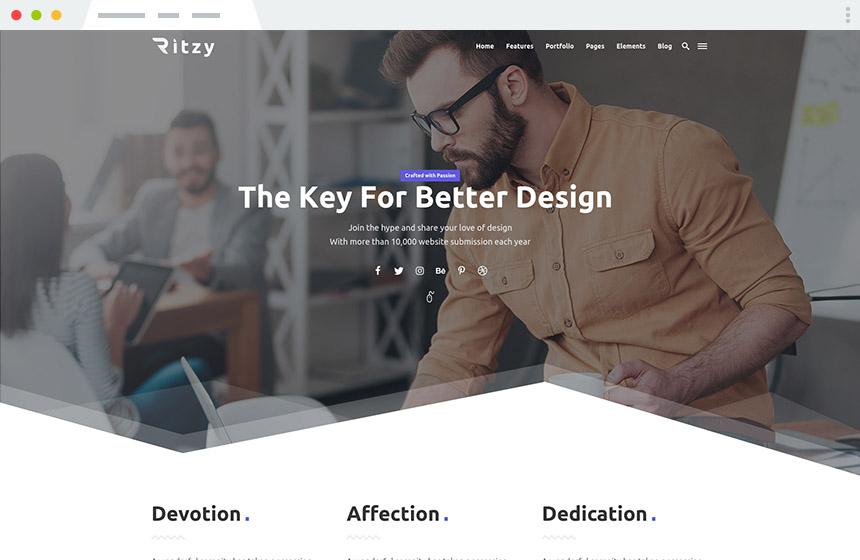 Ritzy
Home Features Portfolio Pages Elements Blog
Crafted with Passion
The Key For Better Design
Join the hype and share your love of design
With more than 10,000 website submission each year
Bē
Devotion.
Affection.
Dedication.